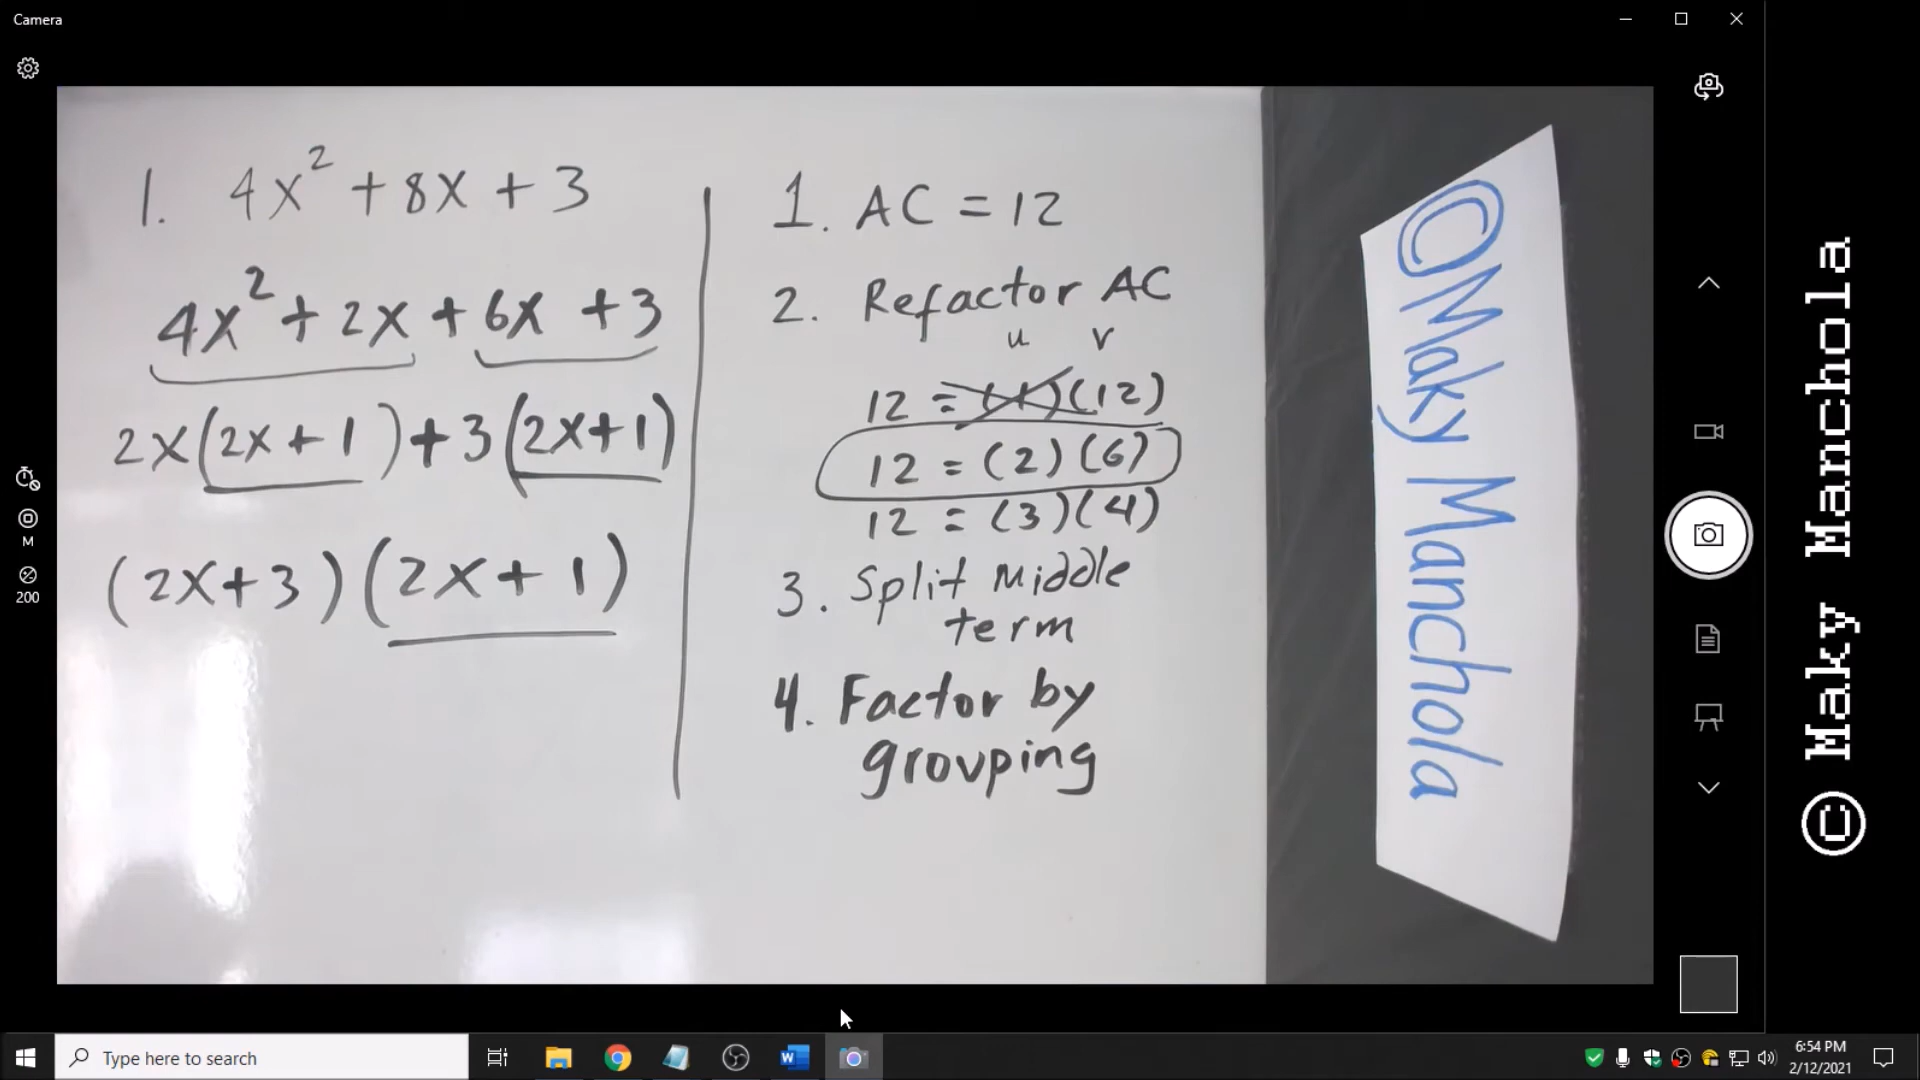 Camera
1. 4x² + 8x + 3
4x² + 2x + 6x + 3
2x(2x + 1) + 3(2x+1)
(2x+3)(2x + 1)
1. AC = 12
2. Refactor AC
u v
12 = (1)(12)
12 = (2)(6)
12 = (3)(4)
3. Split Middle
term
4. Factor by
grouping
©Maky Manchola
© Maky Manchola
M
200
Type here to search
6:54 PM
2/12/2021